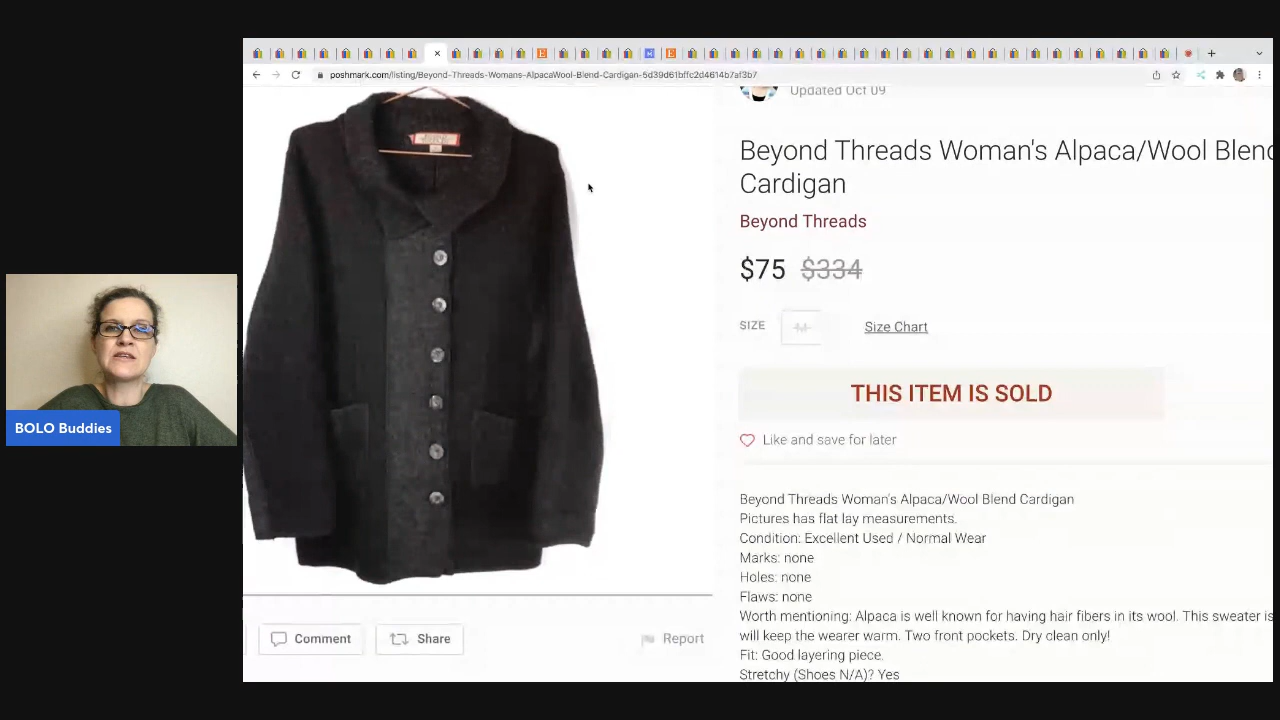 poshmark.com/listing/Beyond-Threads-Womans-AlpacaWool-Blend-Cardigan-5d39d61bffc2d4614b7af3b7
Updated Oct 09
Beyond Threads Woman's Alpaca/Wool Blend
Cardigan
Beyond Threads
$75 $334
SIZE M Size Chart
THIS ITEM IS SOLD
Like and save for later
Beyond Threads Woman's Alpaca/Wool Blend Cardigan
Pictures has flat lay measurements.
Condition: Excellent Used / Normal Wear
Marks: none
Holes: none
Flaws: none
Worth mentioning: Alpaca is well known for having hair fibers in its wool. This sweater is
will keep the wearer warm. Two front pockets. Dry clean only!
Fit: Good layering piece.
Stretchy (Shoes N/A)? Yes
Comment Share Report
BOLO Buddies